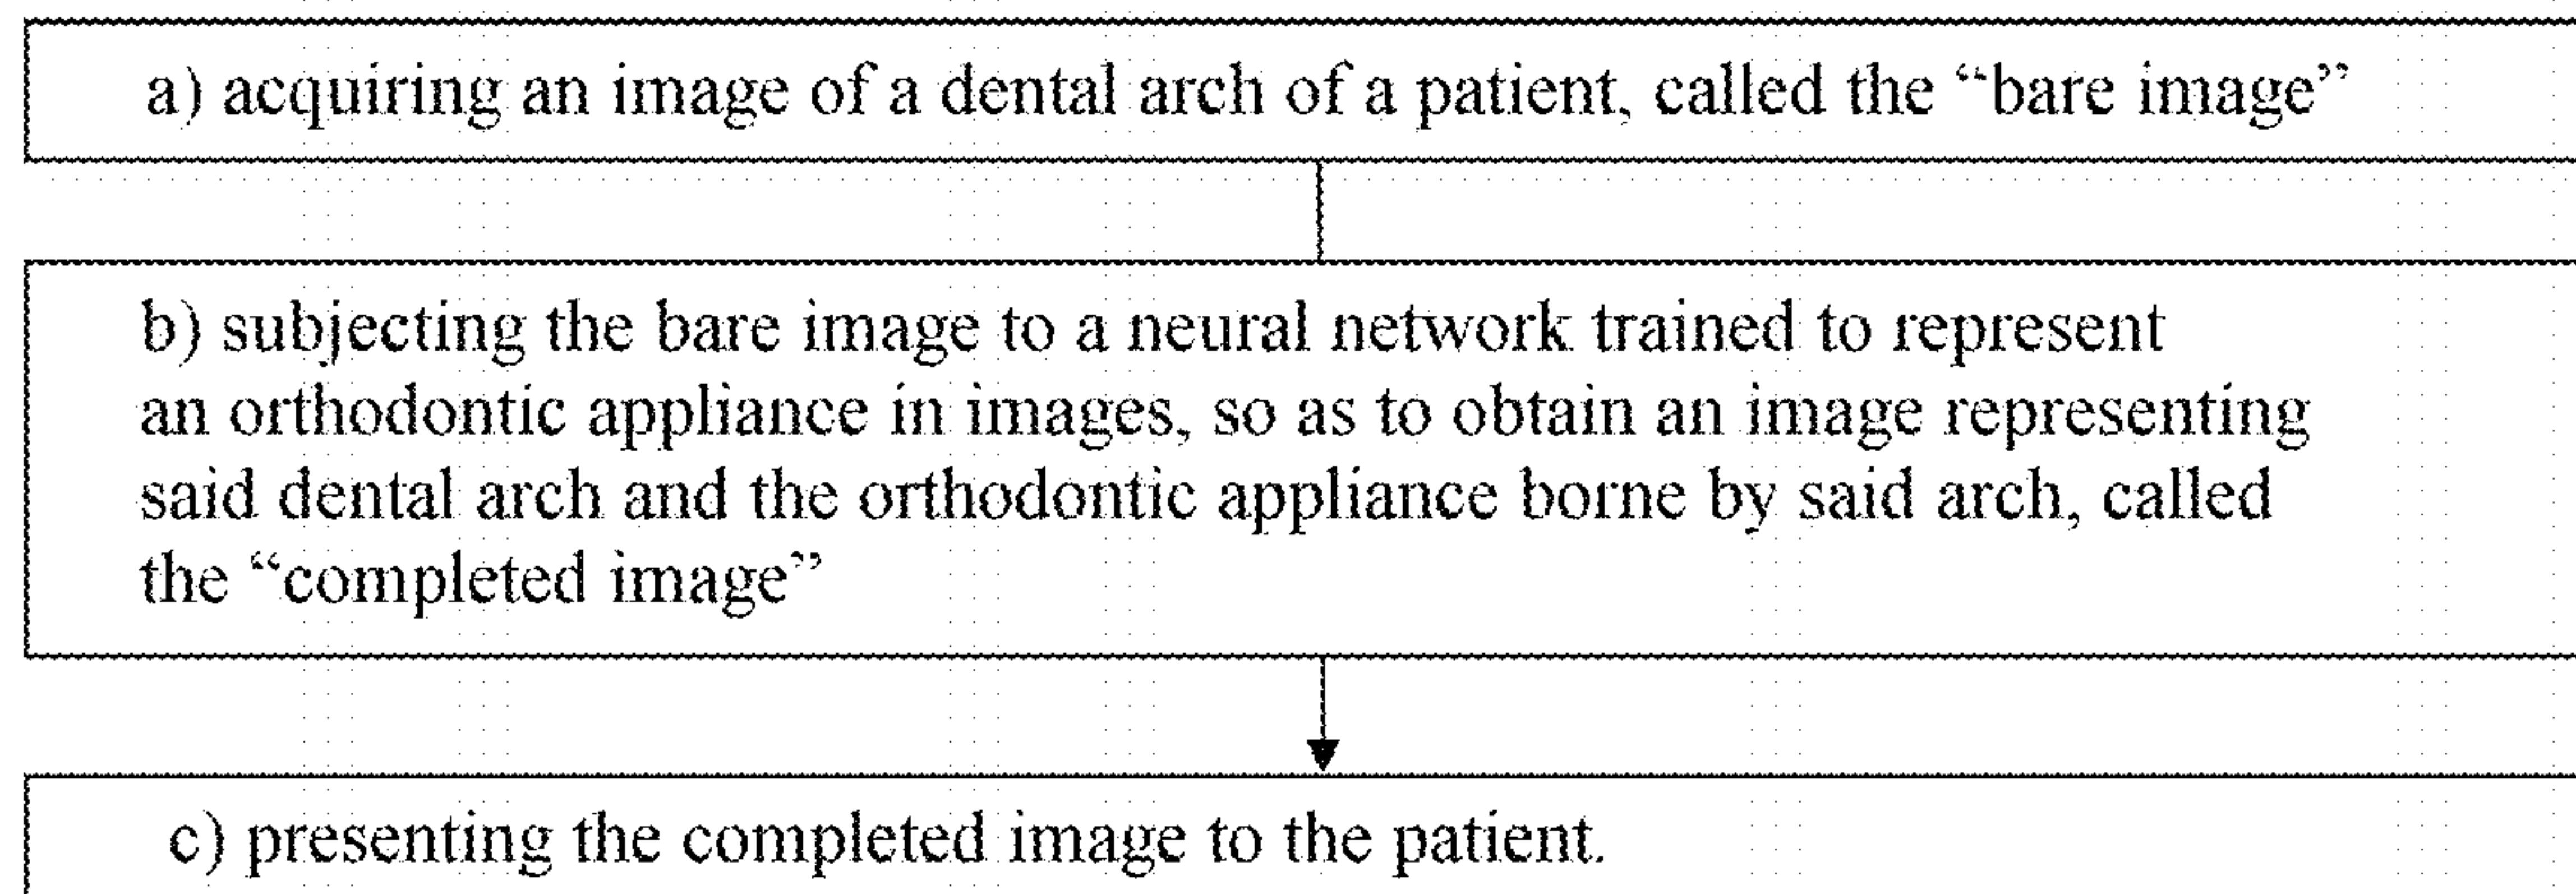 a) acquiring an image of a dental arch of a patient, called the “bare image”
b) subjecting the bare image to a neural network trained to represent
an orthodontic appliance in images, so as to obtain an image representing
said dental arch and the orthodontic appliance borne by said arch, called
the “completed image”
c) presenting the completed image to the patient.